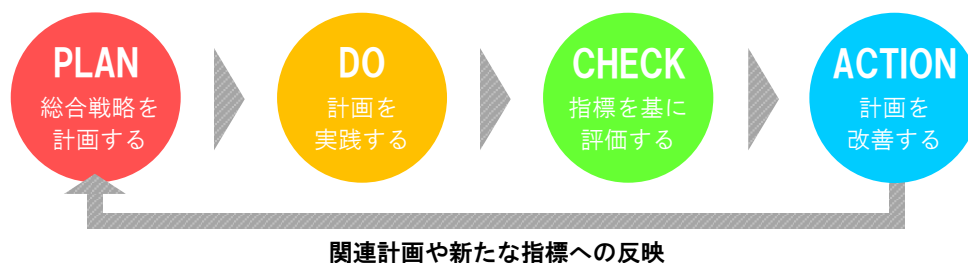 PLAN
総合戦略を
計画する
DO
計画を
実践する
CHECK
指標を基に
評価する
ACTION
計画を
改善する
関連計画や新たな指標への反映